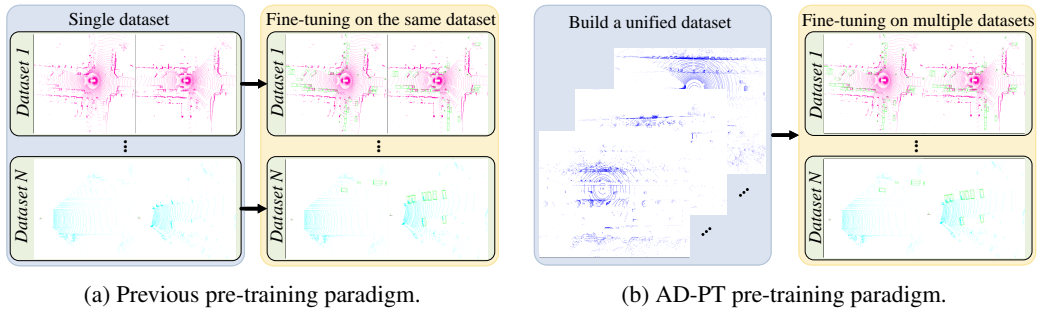 Single dataset
Fine-tuning on the same dataset
Dataset 1
Dataset 1
...
...
Dataset N
Dataset N
(a) Previous pre-training paradigm.
Build a unified dataset
Fine-tuning on multiple datasets
Dataset 1
...
...
...
Dataset N
(b) AD-PT pre-training paradigm.